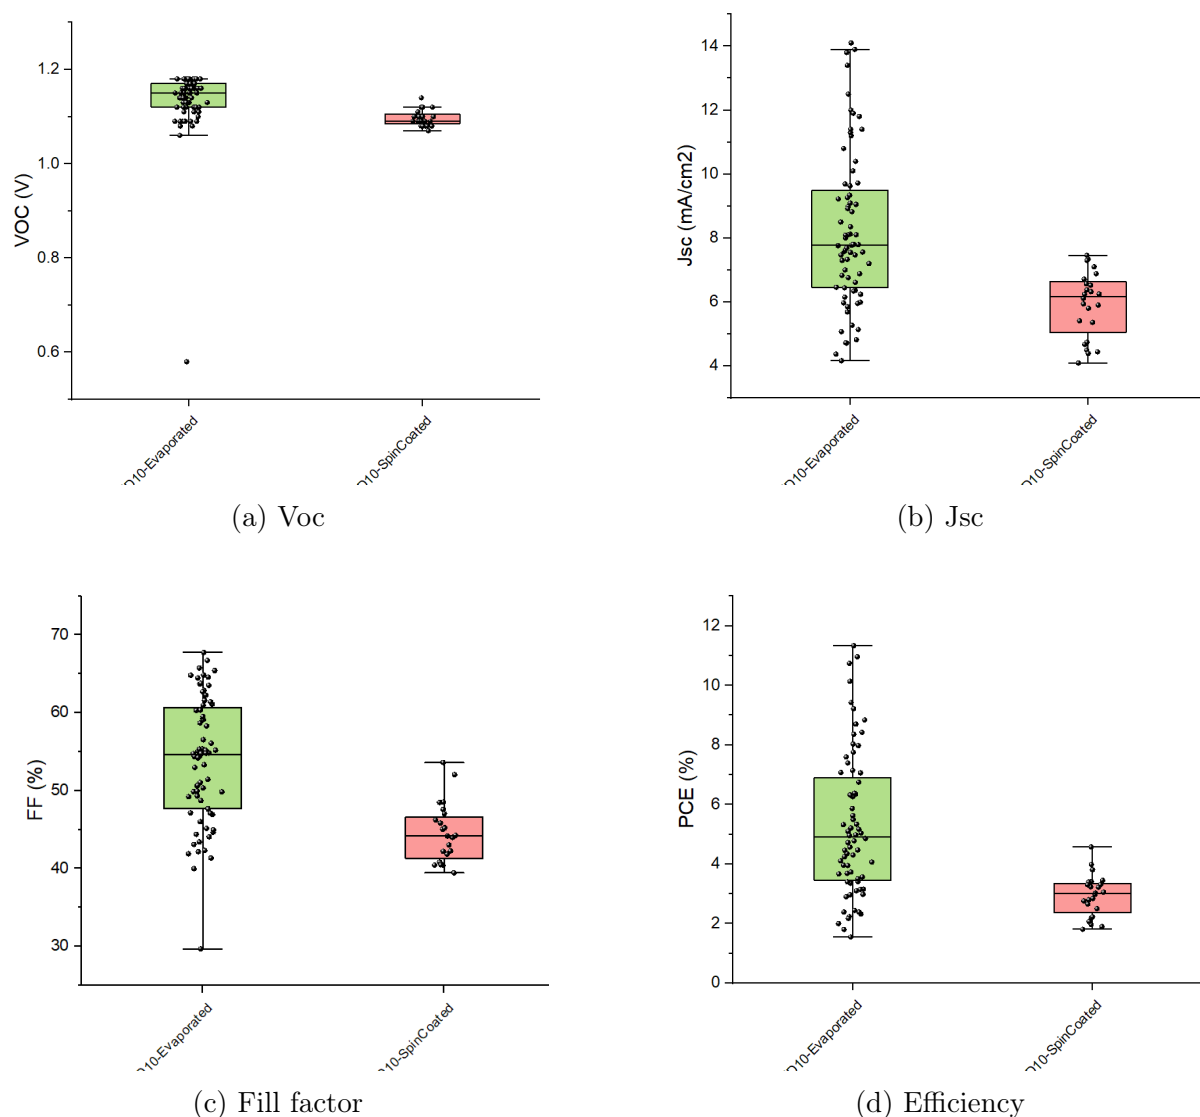 VOC (V)
1.2
1.0
0.8
0.6
D10-Evaporated
D10-SpinCoated
(a) Voc
Jsc (mA/cm2)
14
12
10
8
6
4
D10-Evaporated
D10-SpinCoated
(b) Jsc
FF (%)
70
60
50
40
30
D10-Evaporated
D10-SpinCoated
(c) Fill factor
PCE (%)
12
10
8
6
4
2
0
D10-Evaporated
D10-SpinCoated
(d) Efficiency